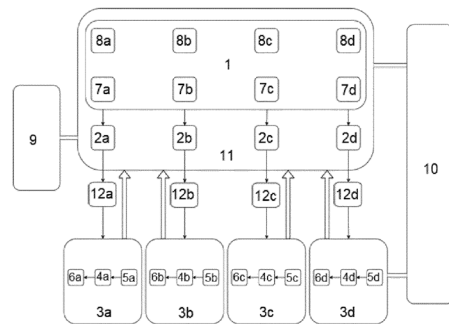 8a 8b 8c 8d
1
7a 7b 7c 7d
9
2a 2b 2c 2d
11
10
12a 12b 12c 12d
6a 4a 5a 6b 4b 5b 6c 4c 5c 6d 4d 5d
3a 3b 3c 3d